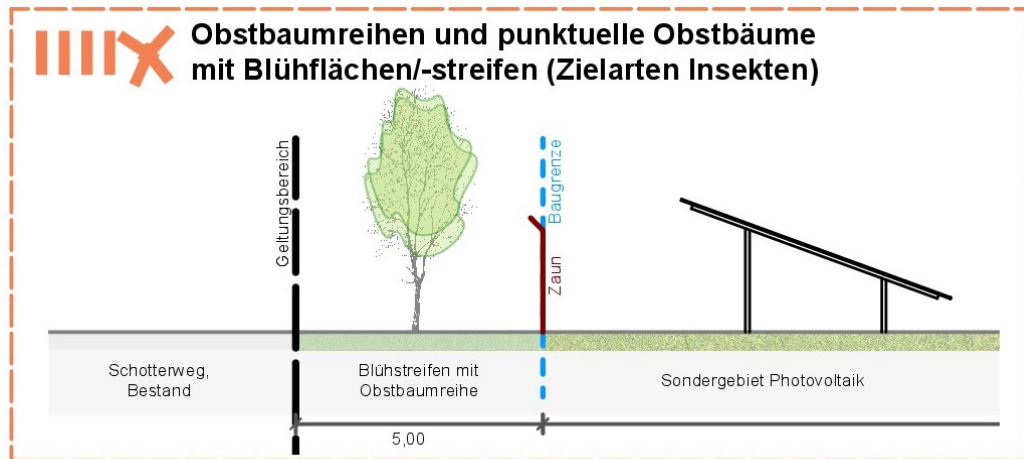 Obstbaumreihen und punktuelle Obstbäume
mit Blühflächen/-streifen (Zielarten Insekten)
Geltungsbereich
Baugrenze
Zaun
Schotterweg,
Bestand
Blühstreifen mit
Obstbaumreihe
Sondergebiet Photovoltaik
5,00